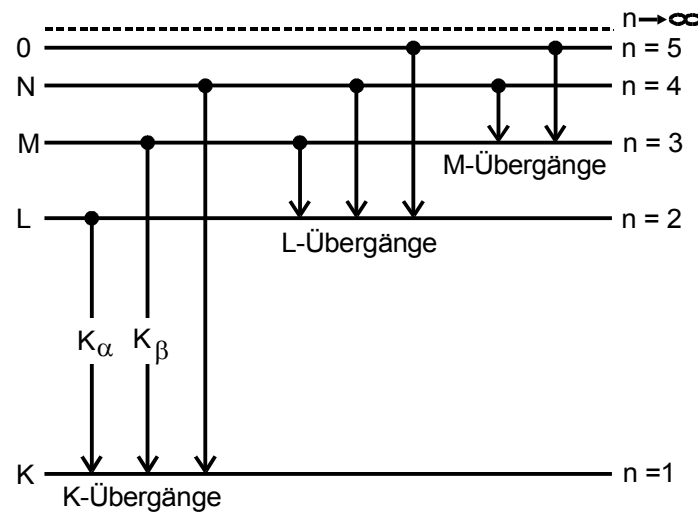 n→∞
0 n = 5
N n = 4
M n = 3
M-Übergänge
L n = 2
L-Übergänge
Kα Kβ
K n =1
K-Übergänge